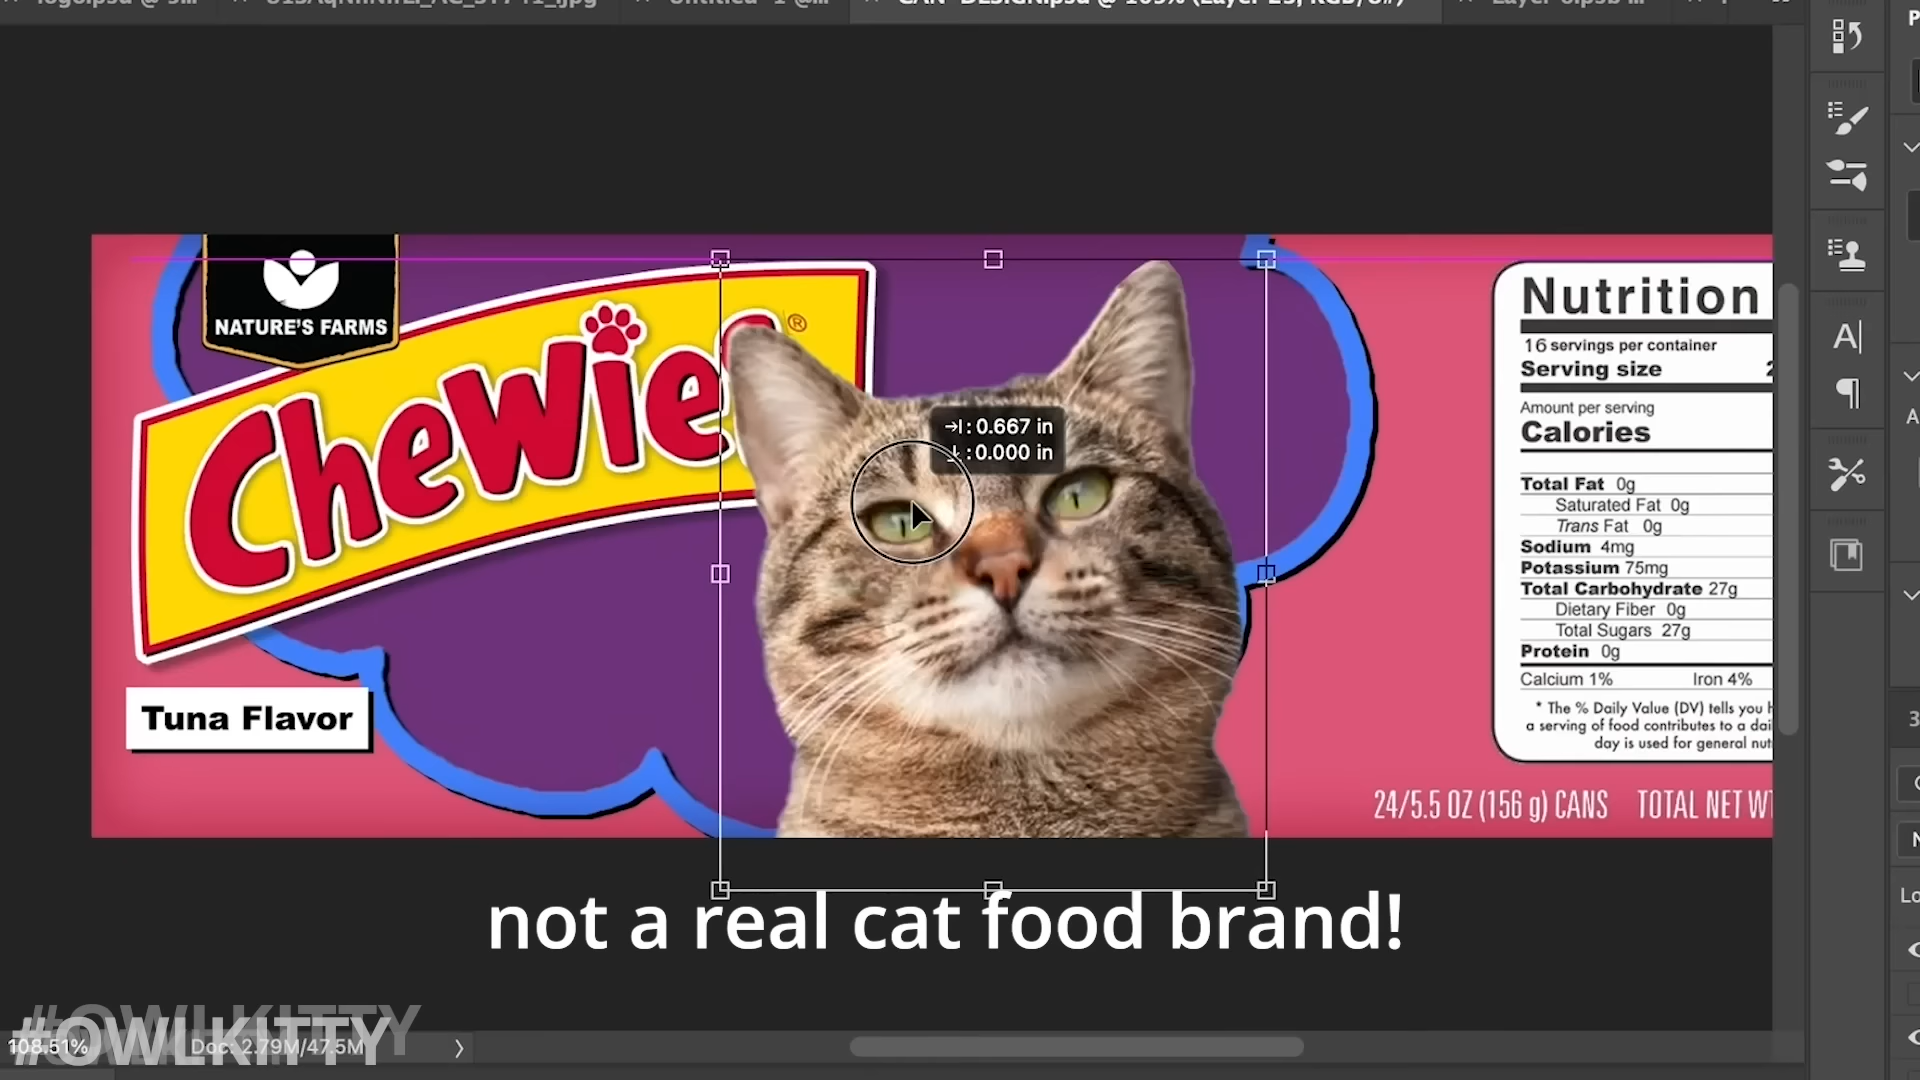 NATURE'S FARMS
Chewies
®
Tuna Flavor
→I: 0.667 in
: 0.000 in
Nutrition
16 servings per container
Serving size
Amount per serving
Calories
Total Fat 0g
Saturated Fat 0g
Trans Fat 0g
Sodium 4mg
Potassium 75mg
Total Carbohydrate 27g
Dietary Fiber 0g
Total Sugars 27g
Protein 0g
Calcium 1% Iron 4%
* The % Daily Value (DV) tells you
a serving of food contributes to a
day is used for general
24/5.5 OZ (156 g) CANS TOTAL NET
not a real cat food brand!
#OWLKITTY
108.51% Doc: 2.79M/47.5M